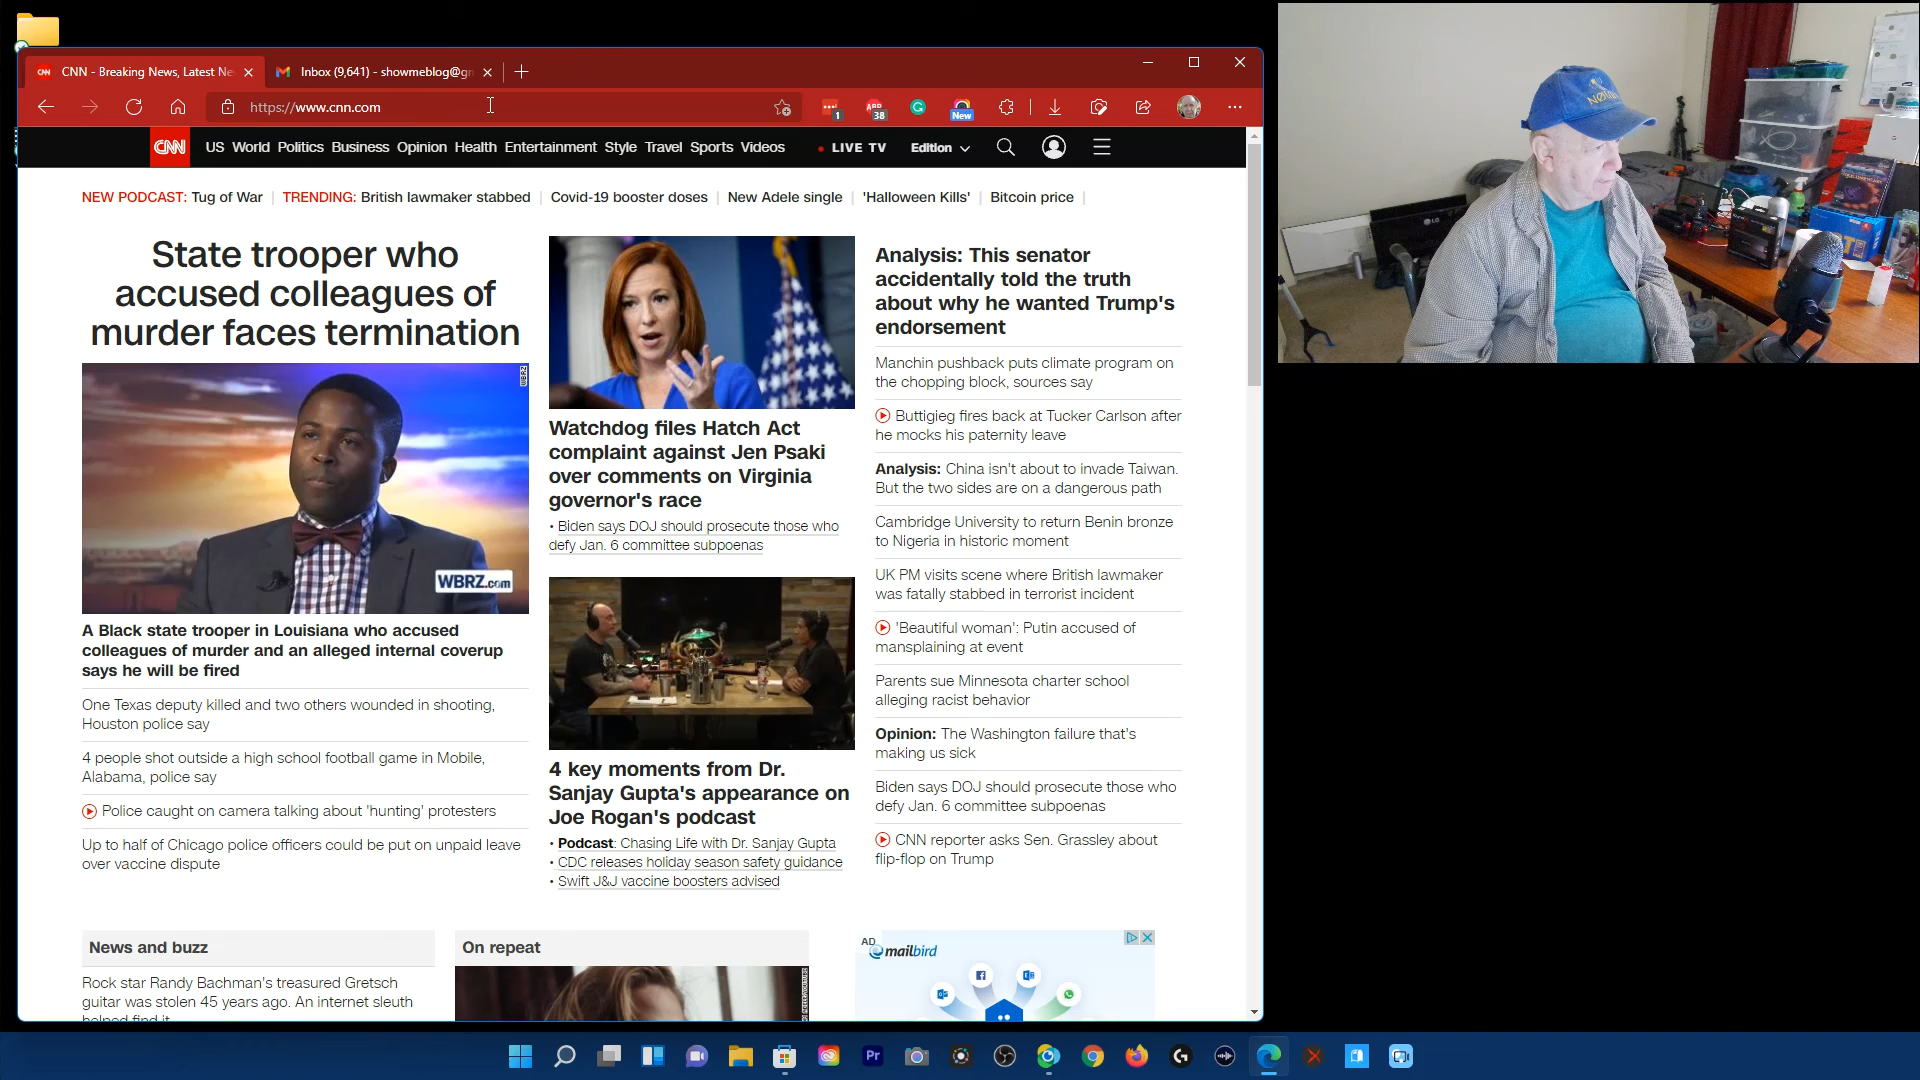 CNN - Breaking News, Latest Ne
Inbox (9,641) - showmeblog@gm
https://www.cnn.com
1
ABP
38
New
CNN
US World Politics Business Opinion Health Entertainment Style Travel Sports Videos
LIVE TV
Edition
NEW PODCAST: Tug of War
TRENDING: British lawmaker stabbed
Covid-19 booster doses
New Adele single
'Halloween Kills'
Bitcoin price
State trooper who
accused colleagues of
murder faces termination
WBRZ
WBRZ.com
A Black state trooper in Louisiana who accused
colleagues of murder and an alleged internal coverup
says he will be fired
One Texas deputy killed and two others wounded in shooting,
Houston police say
4 people shot outside a high school football game in Mobile,
Alabama, police say
Police caught on camera talking about 'hunting' protesters
Up to half of Chicago police officers could be put on unpaid leave
over vaccine dispute
Watchdog files Hatch Act
complaint against Jen Psaki
over comments on Virginia
governor's race
• Biden says DOJ should prosecute those who
defy Jan. 6 committee subpoenas
4 key moments from Dr.
Sanjay Gupta's appearance on
Joe Rogan's podcast
• Podcast: Chasing Life with Dr. Sanjay Gupta
• CDC releases holiday season safety guidance
• Swift J&J vaccine boosters advised
Analysis: This senator
accidentally told the truth
about why he wanted Trump's
endorsement
Manchin pushback puts climate program on
the chopping block, sources say
Buttigieg fires back at Tucker Carlson after
he mocks his paternity leave
Analysis: China isn't about to invade Taiwan.
But the two sides are on a dangerous path
Cambridge University to return Benin bronze
to Nigeria in historic moment
UK PM visits scene where British lawmaker
was fatally stabbed in terrorist incident
'Beautiful woman': Putin accused of
mansplaining at event
Parents sue Minnesota charter school
alleging racist behavior
Opinion: The Washington failure that's
making us sick
Biden says DOJ should prosecute those who
defy Jan. 6 committee subpoenas
CNN reporter asks Sen. Grassley about
flip-flop on Trump
News and buzz
Rock star Randy Bachman's treasured Gretsch
guitar was stolen 45 years ago. An internet sleuth
helped find it
On repeat
AD
mailbird
Pr